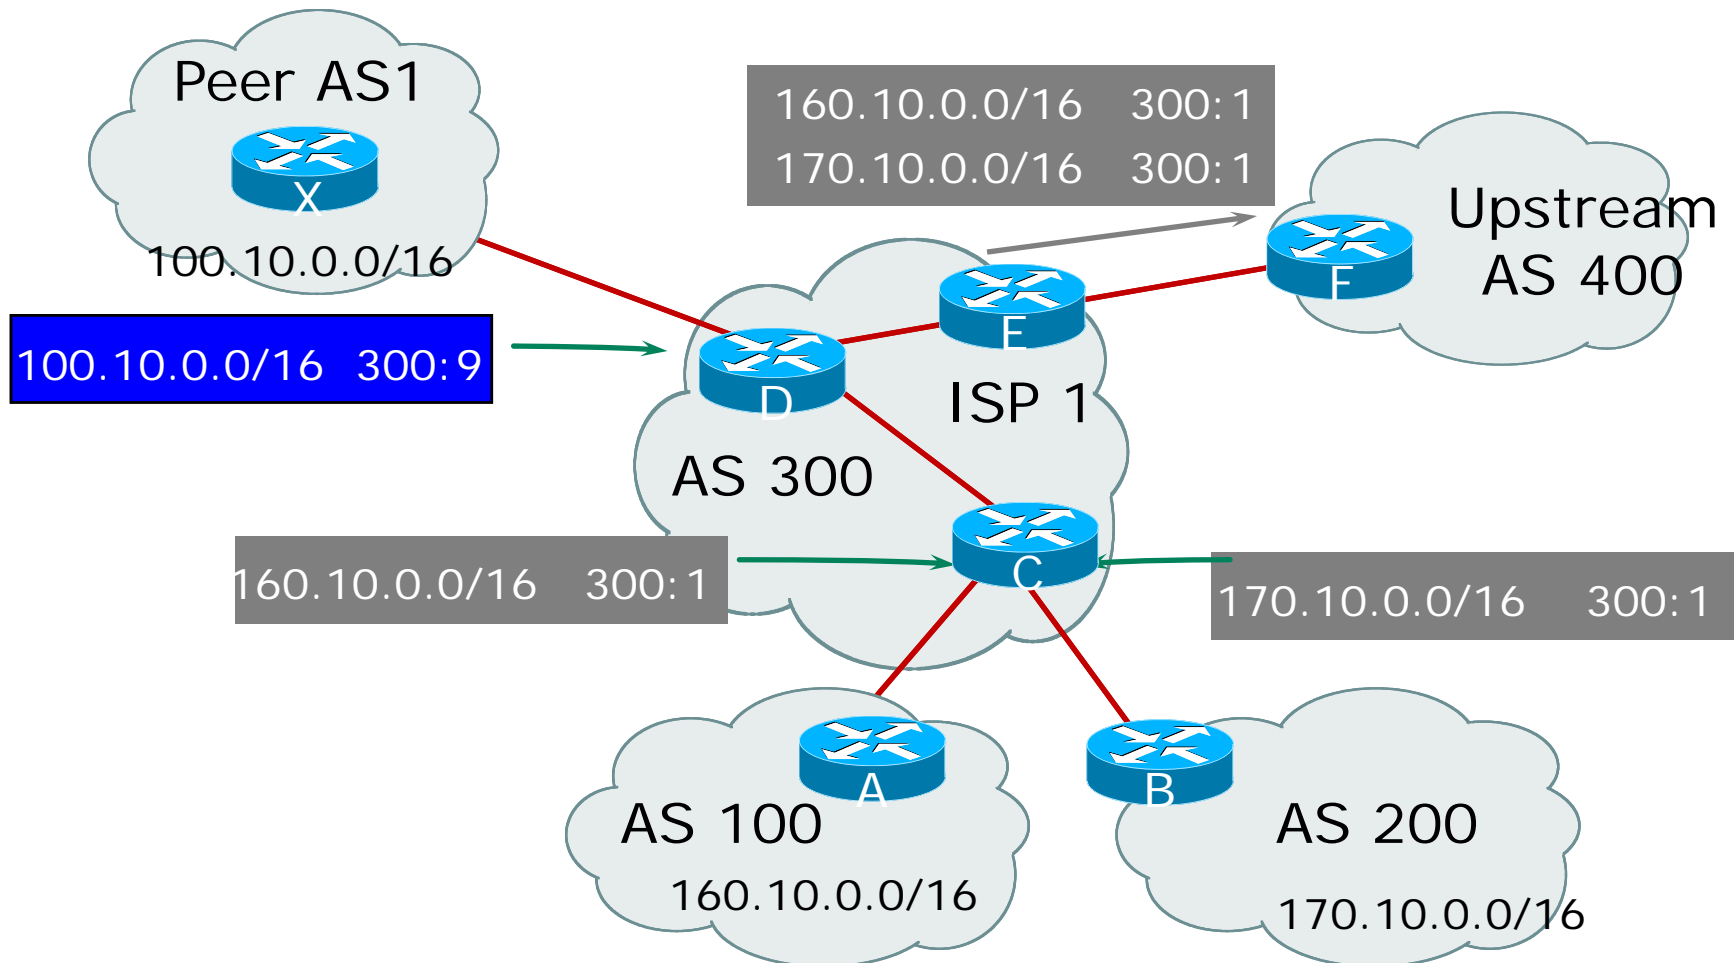 Peer AS1
X
100.10.0.0/16
160.10.0.0/16 300:1
170.10.0.0/16 300:1
Upstream
AS 400
F
E
100.10.0.0/16 300:9
D
ISP 1
AS 300
160.10.0.0/16 300:1
C
170.10.0.0/16 300:1
A
AS 100
160.10.0.0/16
B
AS 200
170.10.0.0/16